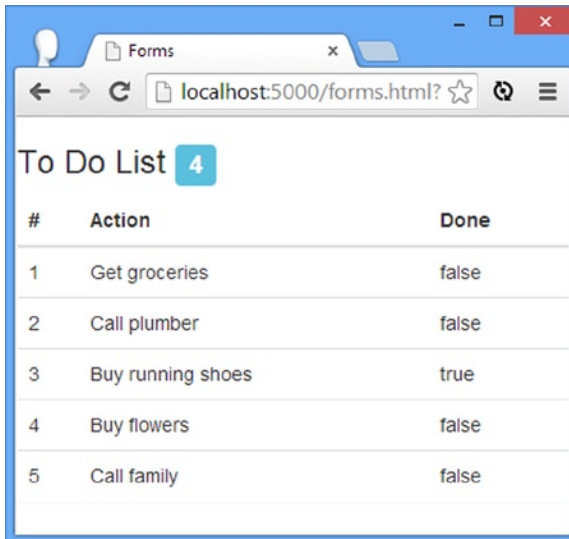 Forms
localhost:5000/forms.html?
To Do List 4
# Action Done
1 Get groceries false
2 Call plumber false
3 Buy running shoes true
4 Buy flowers false
5 Call family false